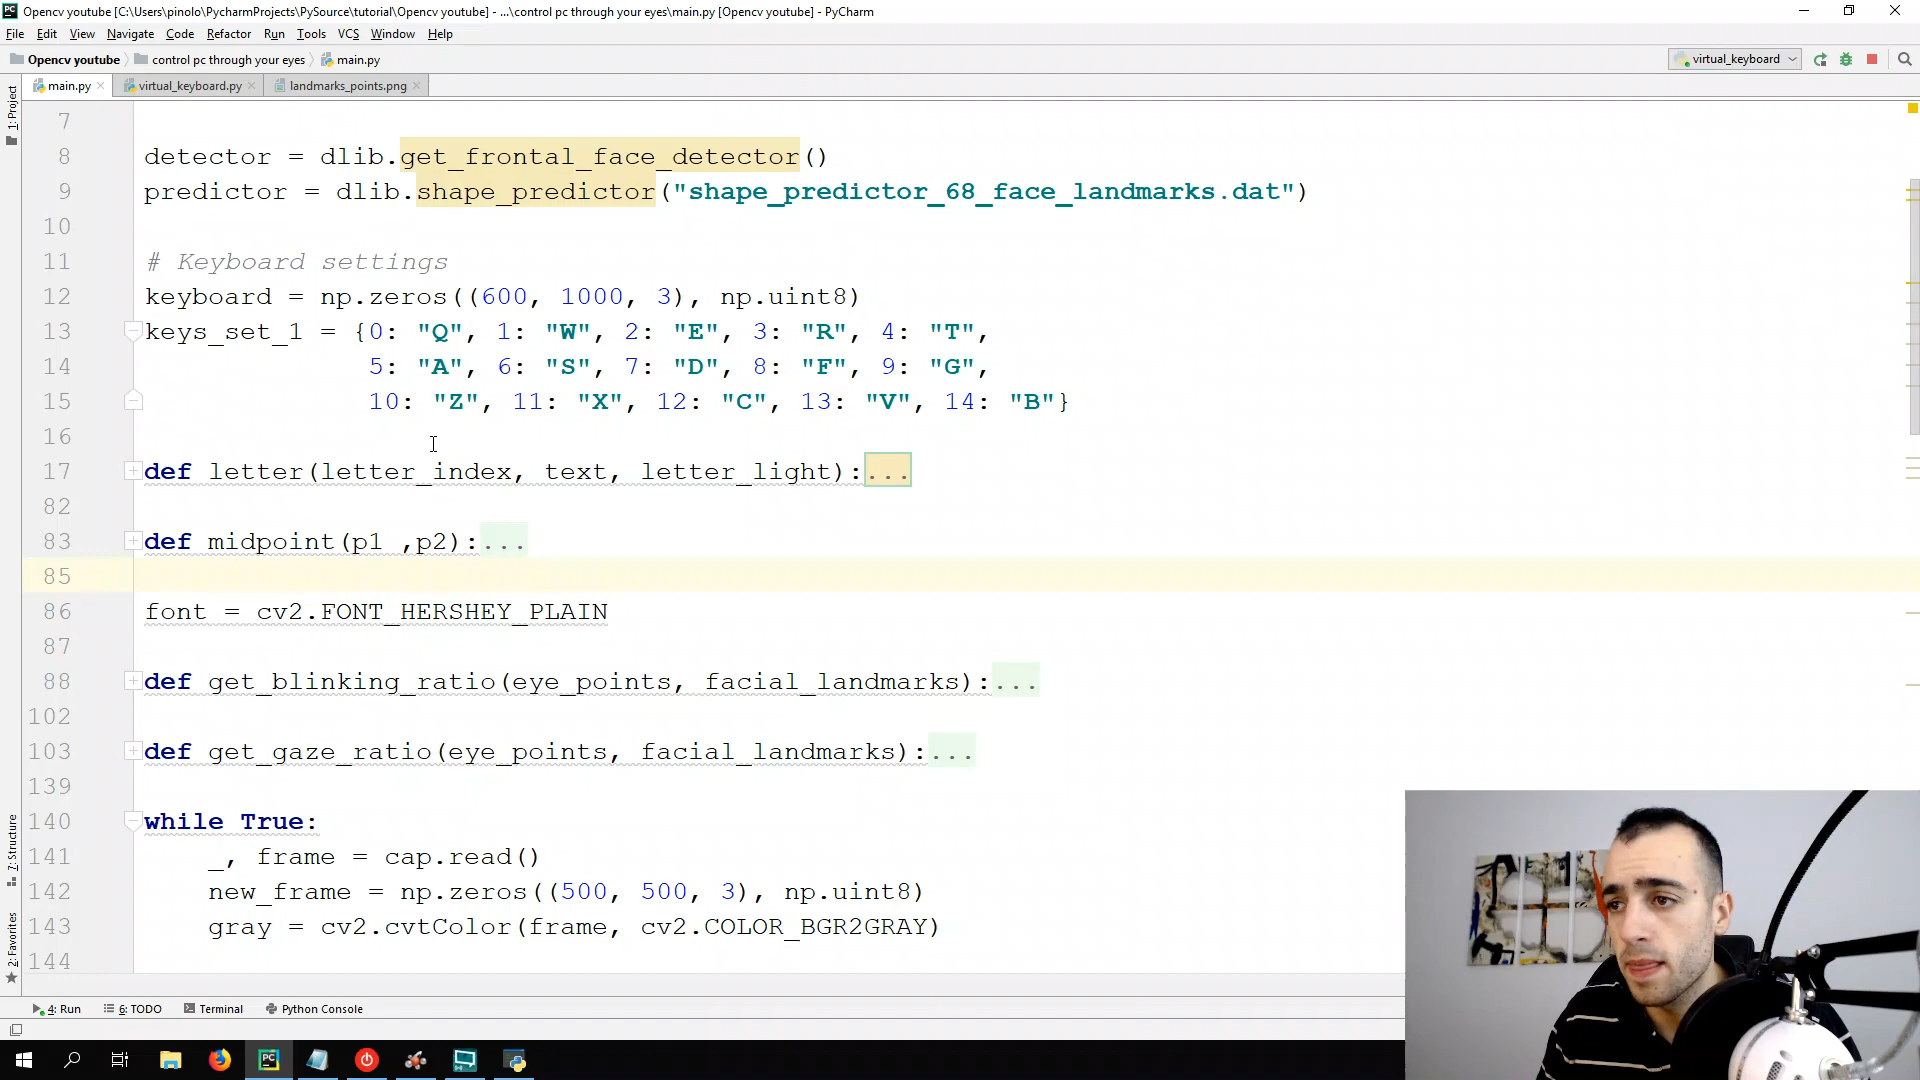 Opencv youtube [C:\Users\pinolo\PycharmProjects\PySource\tutorial\Opencv youtube] - ...\control pc through your eyes\main.py [Opencv youtube] - PyCharm
File Edit View Navigate Code Refactor Run Tools VCS Window Help
Opencv youtube control pc through your eyes main.py virtual_keyboard
main.py virtual_keyboard.py landmarks_points.png
1: Project
7
8 detector = dlib.get_frontal_face_detector()
9 predictor = dlib.shape_predictor("shape_predictor_68_face_landmarks.dat")
10
11 # Keyboard settings
12 keyboard = np.zeros((600, 1000, 3), np.uint8)
13 keys_set_1 = {0: "Q", 1: "W", 2: "E", 3: "R", 4: "T",
14 5: "A", 6: "S", 7: "D", 8: "F", 9: "G",
15 10: "Z", 11: "X", 12: "C", 13: "V", 14: "B"}
16
17 def letter(letter_index, text, letter_light):...
82
83 def midpoint(p1 ,p2):...
85
86 font = cv2.FONT_HERSHEY_PLAIN
87
88 def get_blinking_ratio(eye_points, facial_landmarks):...
102
103 def get_gaze_ratio(eye_points, facial_landmarks):...
139
140 while True:
141 _, frame = cap.read()
142 new_frame = np.zeros((500, 500, 3), np.uint8)
143 gray = cv2.cvtColor(frame, cv2.COLOR_BGR2GRAY)
144
7: Structure
2: Favorites
4: Run 6: TODO Terminal Python Console